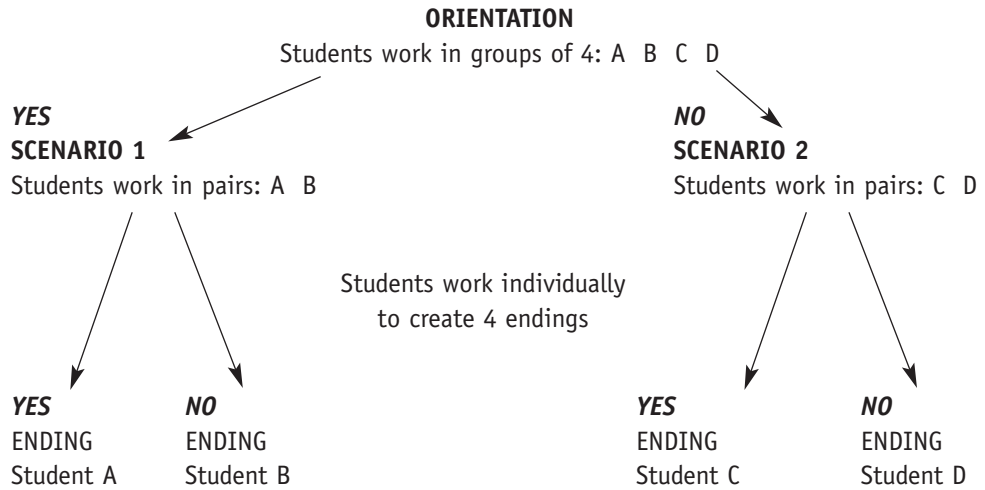 ORIENTATION
Students work in groups of 4: A B C D
YES
SCENARIO 1
Students work in pairs: A B
NO
SCENARIO 2
Students work in pairs: C D
Students work individually
to create 4 endings
YES
ENDING
Student A
NO
ENDING
Student B
YES
ENDING
Student C
NO
ENDING
Student D